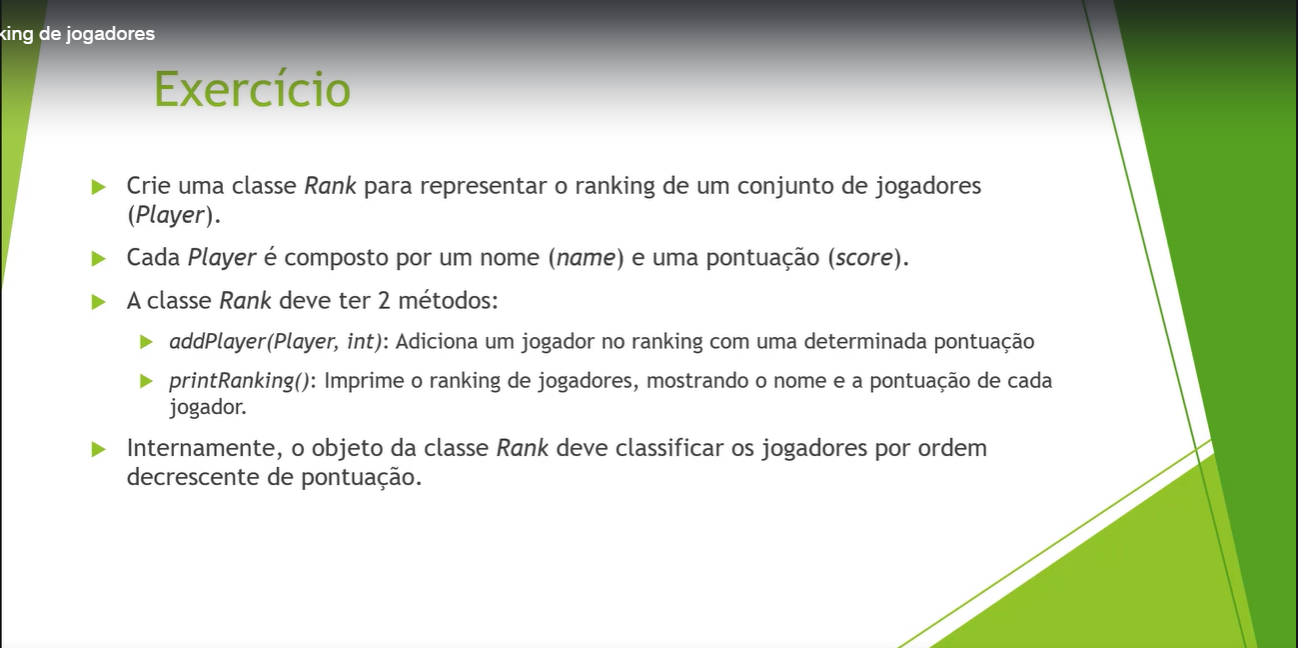 de jogadores
Exercício
Crie uma classe Rank para representar o ranking de um conjunto de jogadores
(Player).
Cada Player é composto por um nome (name) e uma pontuação (score).
A classe Rank deve ter 2 métodos:
addPlayer(Player, int): Adiciona um jogador no ranking com uma determinada pontuação
printRanking(): Imprime o ranking de jogadores, mostrando o nome e a pontuação de cada
jogador.
Internamente, o objeto da classe Rank deve classificar os jogadores por ordem
decrescente de pontuação.